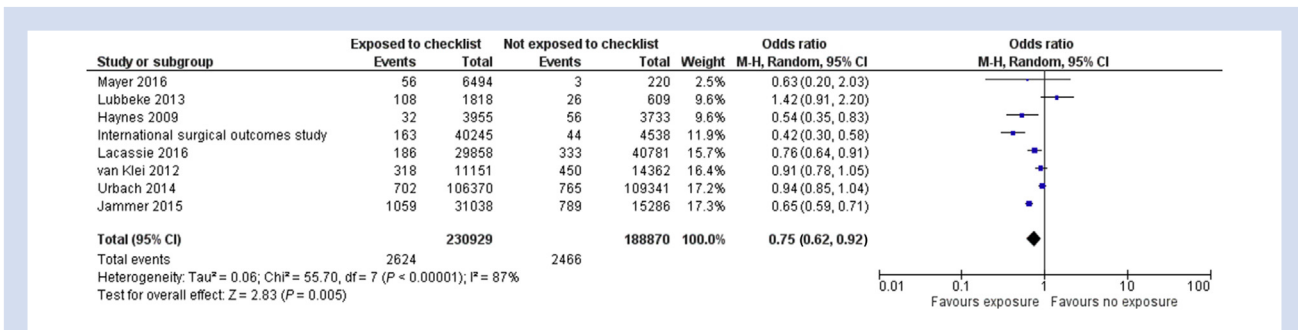 Exposed to checklist Not exposed to checklist Odds ratio Odds ratio
Study or subgroup Events Total Events Total Weight M-H, Random, 95% CI M-H, Random, 95% CI
Mayer 2016 56 6494 3 220 2.5% 0.63 (0.20, 2.03)
Lubbeke 2013 108 1818 26 609 9.6% 1.42 (0.91, 2.20)
Haynes 2009 32 3955 56 3733 9.6% 0.54 (0.35, 0.83)
International surgical outcomes study 163 40245 44 4538 11.9% 0.42 (0.30, 0.58)
Lacassie 2016 186 29858 333 40781 15.7% 0.76 (0.64, 0.91)
van Klei 2012 318 11151 450 14362 16.4% 0.91 (0.78, 1.05)
Urbach 2014 702 106370 765 109341 17.2% 0.94 (0.85, 1.04)
Jammer 2015 1059 31038 789 15286 17.3% 0.65 (0.59, 0.71)
Total (95% CI) 230929 188870 100.0% 0.75 (0.62, 0.92)
Total events 2624 2466
Heterogeneity: Tau² = 0.06; Chi² = 55.70, df = 7 (P < 0.00001); I² = 87%
Test for overall effect: Z = 2.83 (P = 0.005)
0.01 0.1 1 10 100
Favours exposure Favours no exposure